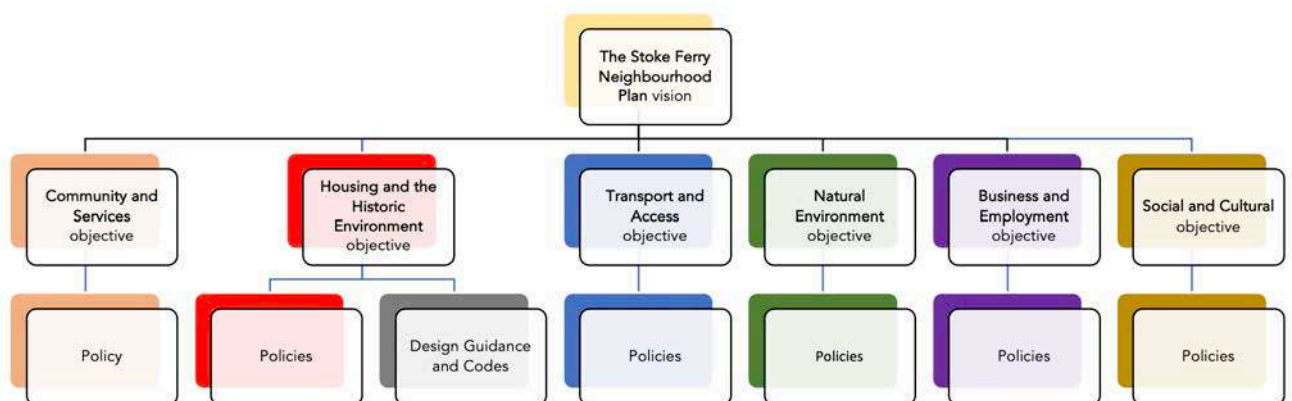 The Stoke Ferry
Neighbourhood
Plan vision
Community and
Services
objective
Housing and the
Historic
Environment
objective
Transport and
Access
objective
Natural
Environment
objective
Business and
Employment
objective
Social and Cultural
objective
Policy
Policies
Design Guidance
and Codes
Policies
Policies
Policies
Policies